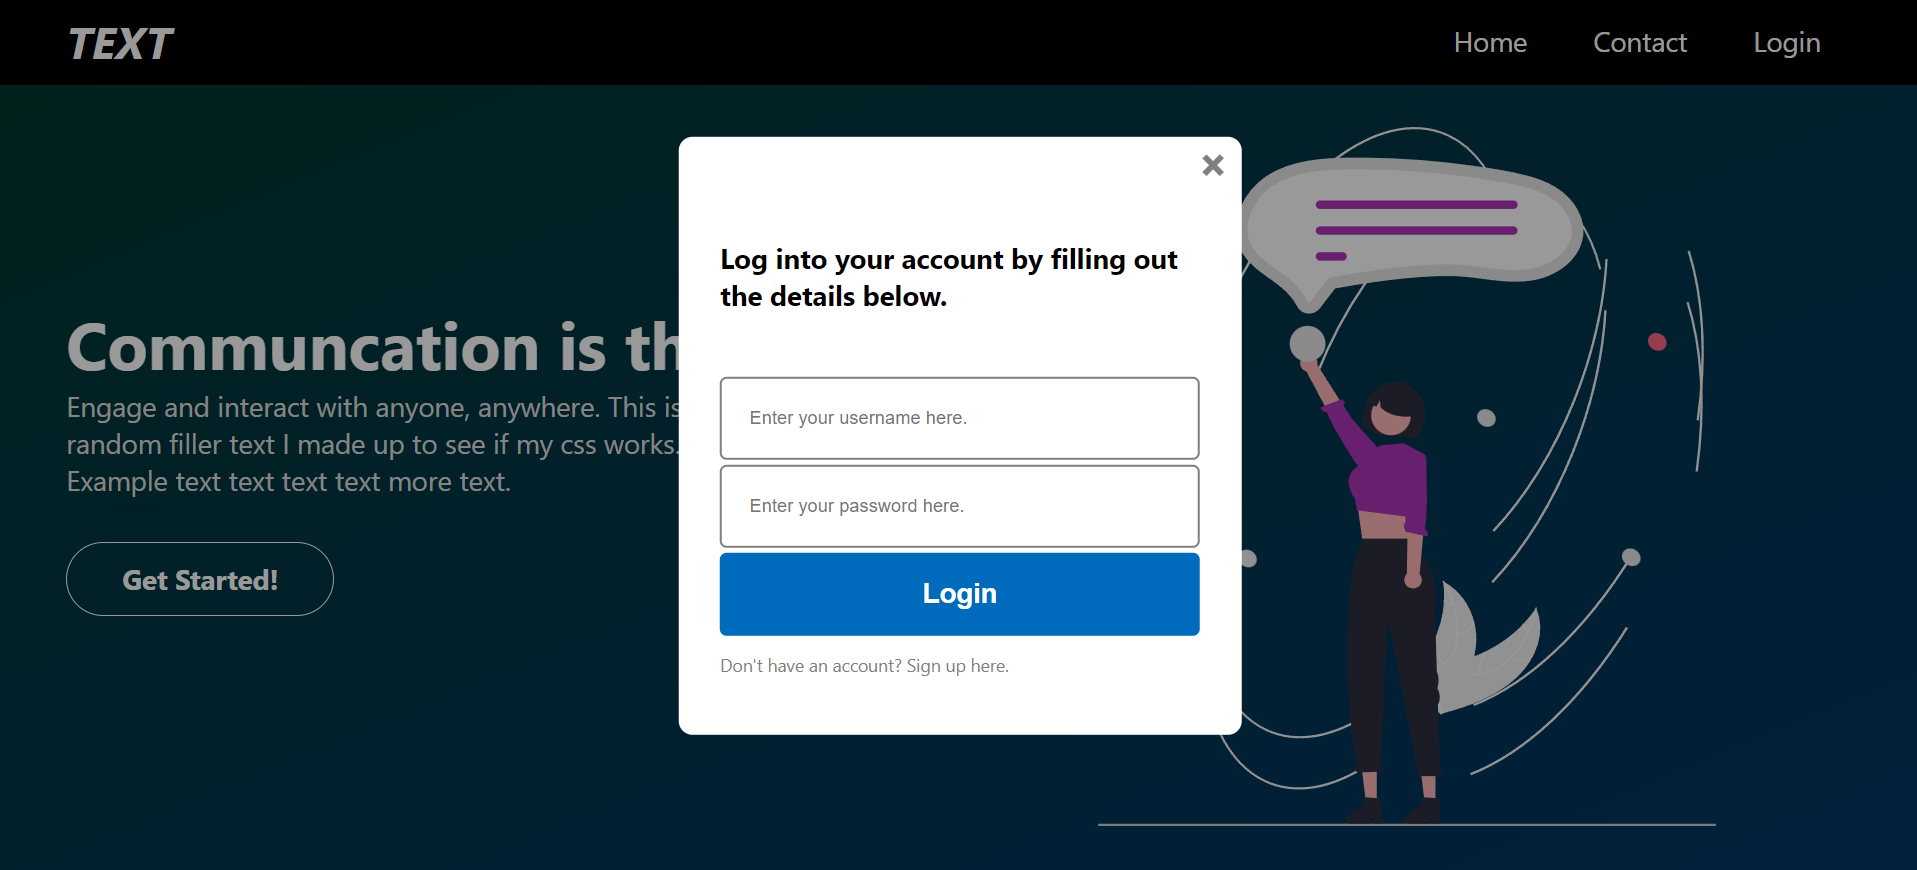 TEXT
Home Contact Login
Log into your account by filling out
the details below.
Communcation is th
Engage and interact with anyone, anywhere. This is
random filler text I made up to see if my css works.
Example text text text text more text.
Get Started!
Enter your username here.
Enter your password here.
Login
Don't have an account? Sign up here.